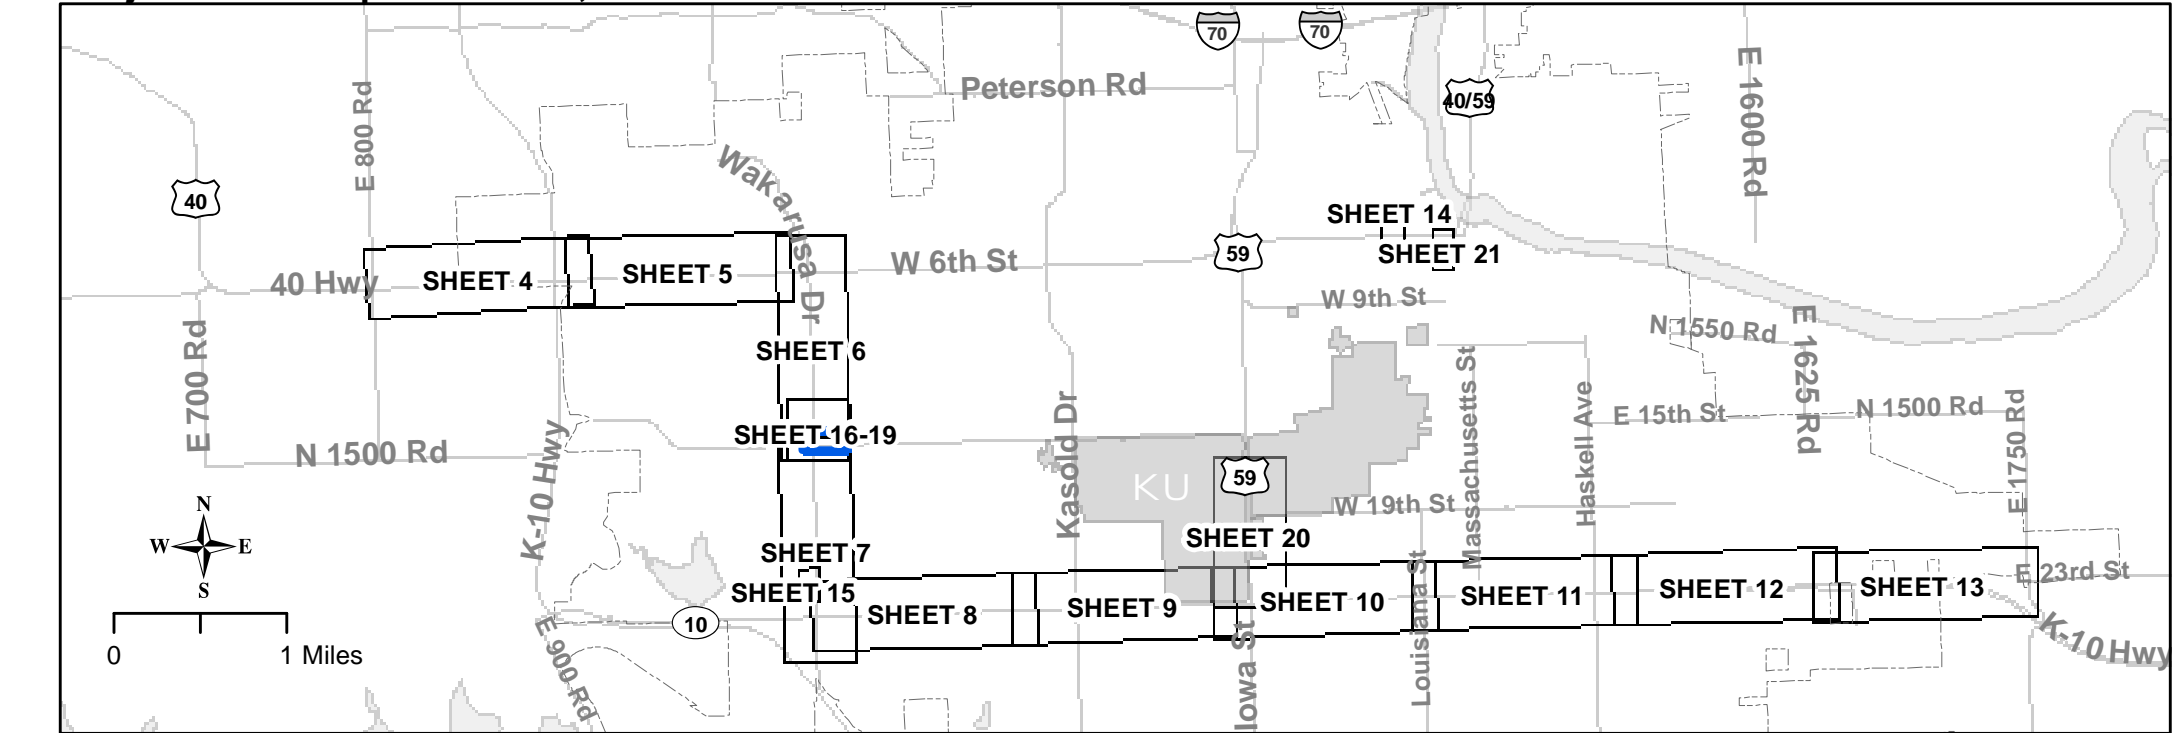 70
70
Peterson Rd
40/59
E 1600 Rd
E 800 Rd
Wakarusa Dr
40
SHEET 14
59
SHEET 21
W 6th St
SHEET 4
SHEET 5
40 Hwy
W 9th St
E 700 Rd
N 1550 Rd
E 1625 Rd
SHEET 6
Kasold Dr
Massachusetts St
Haskell Ave
E 15th St
N 1500 Rd
E 1750 Rd
SHEET 16-19
N 1500 Rd
K-10 Hwy
KU
59
W 19th St
N
W E
S
SHEET 20
SHEET 7
SHEET 15
SHEET 8
SHEET 9
SHEET 10
SHEET 11
SHEET 12
SHEET 13
E 23rd St
10
0 1 Miles
E 900 Rd
Iowa St
Louisiana St
K-10 Hwy